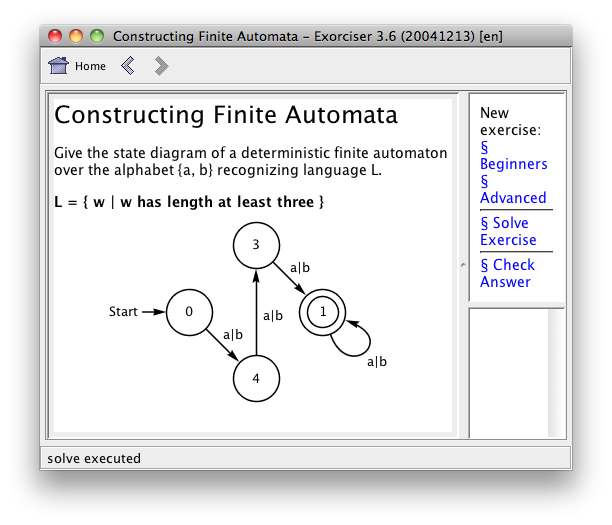 Constructing Finite Automata – Exorciser 3.6 (20041213) [en]
Home
Constructing Finite Automata
Give the state diagram of a deterministic finite automaton
over the alphabet {a, b} recognizing language L.
L = { w | w has length at least three }
3
a|b
Start
0
a|b
1
a|b
4
a|b
New
exercise:
§
Beginners
§
Advanced
§ Solve
Exercise
§ Check
Answer
solve executed